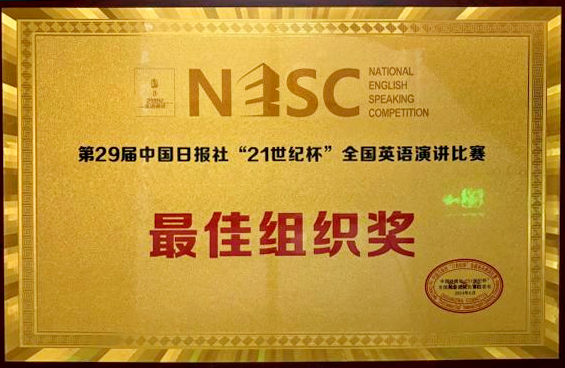 NESC
NATIONAL
ENGLISH
SPEAKING
COMPETITION
第29届中国日报社“21世纪杯”全国英语演讲比赛
最佳组织奖